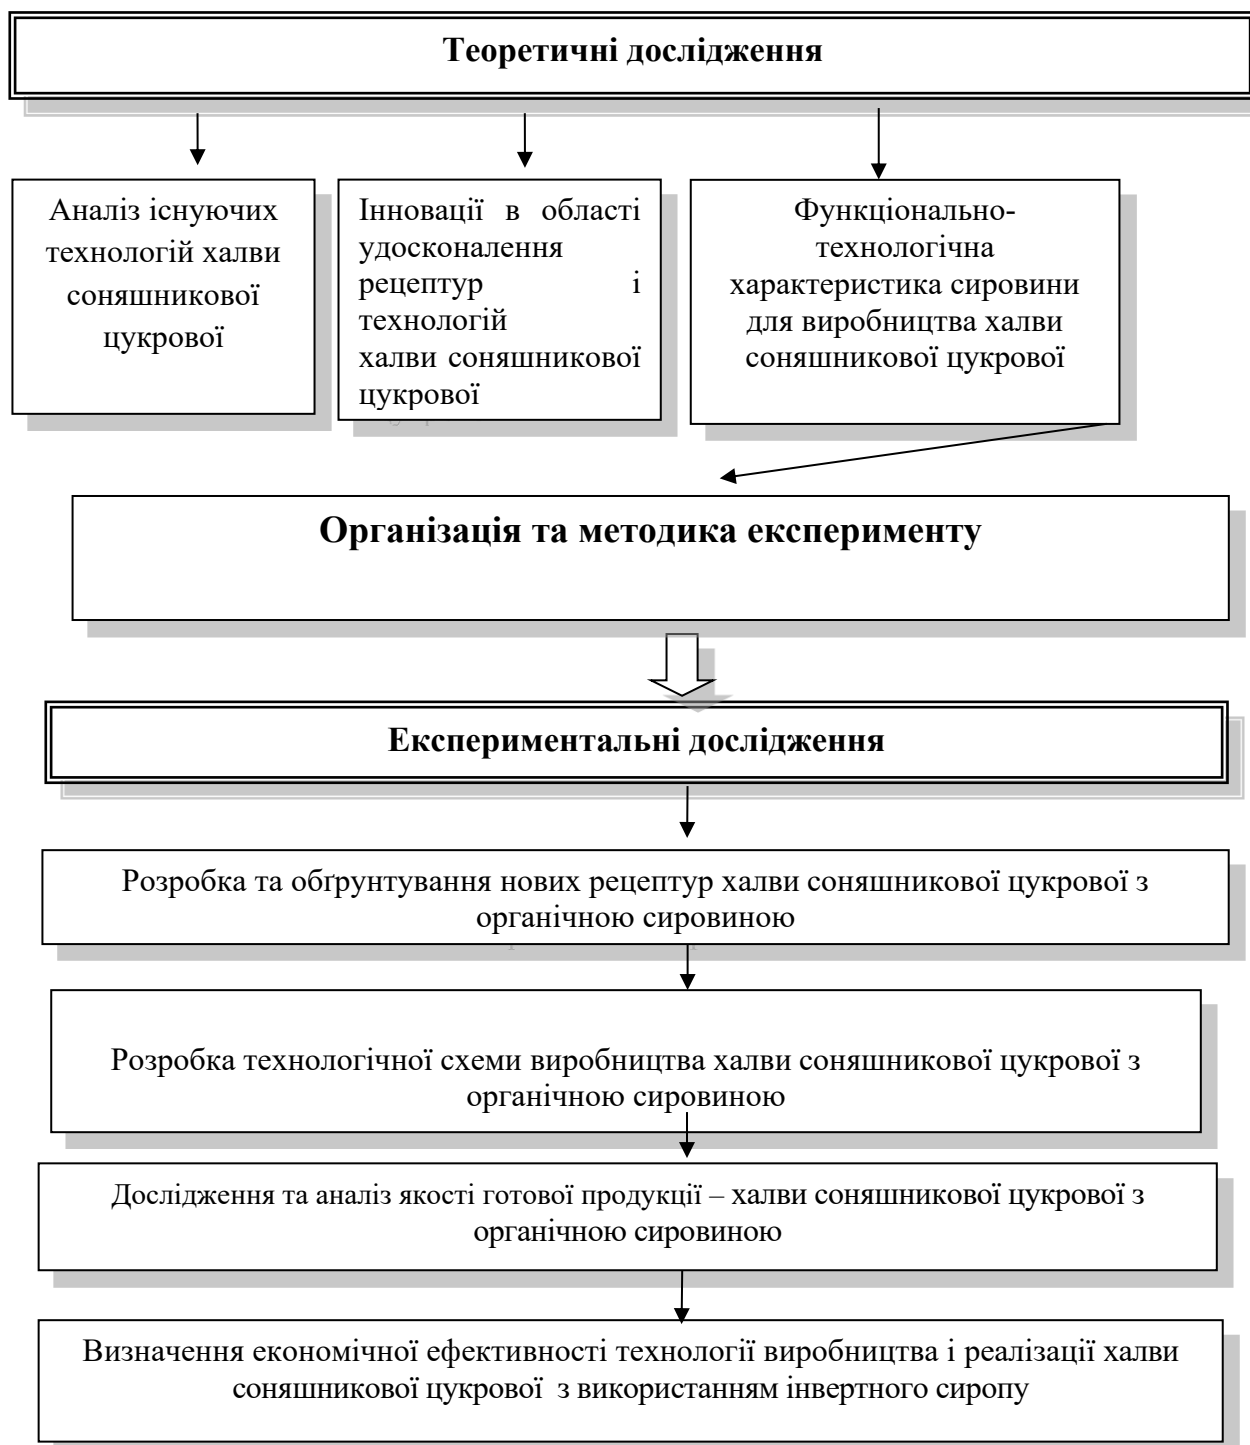 Теоретичні дослідження
Аналіз існуючих
технологій халви
соняшникової
цукрової
Інновації в області
удосконалення
рецептур і
технологій
халви соняшникової
цукрової
Функціонально-
технологічна
характеристика сировини
для виробництва халви
соняшникової цукрової
Організація та методика експерименту
Експериментальні дослідження
Розробка та обґрунтування нових рецептур халви соняшникової цукрової з
органічною сировиною
Розробка технологічної схеми виробництва халви соняшникової цукрової з
органічною сировиною
Дослідження та аналіз якості готової продукції – халви соняшникової цукрової з
органічною сировиною
Визначення економічної ефективності технології виробництва і реалізації халви
соняшникової цукрової з використанням інвертного сиропу